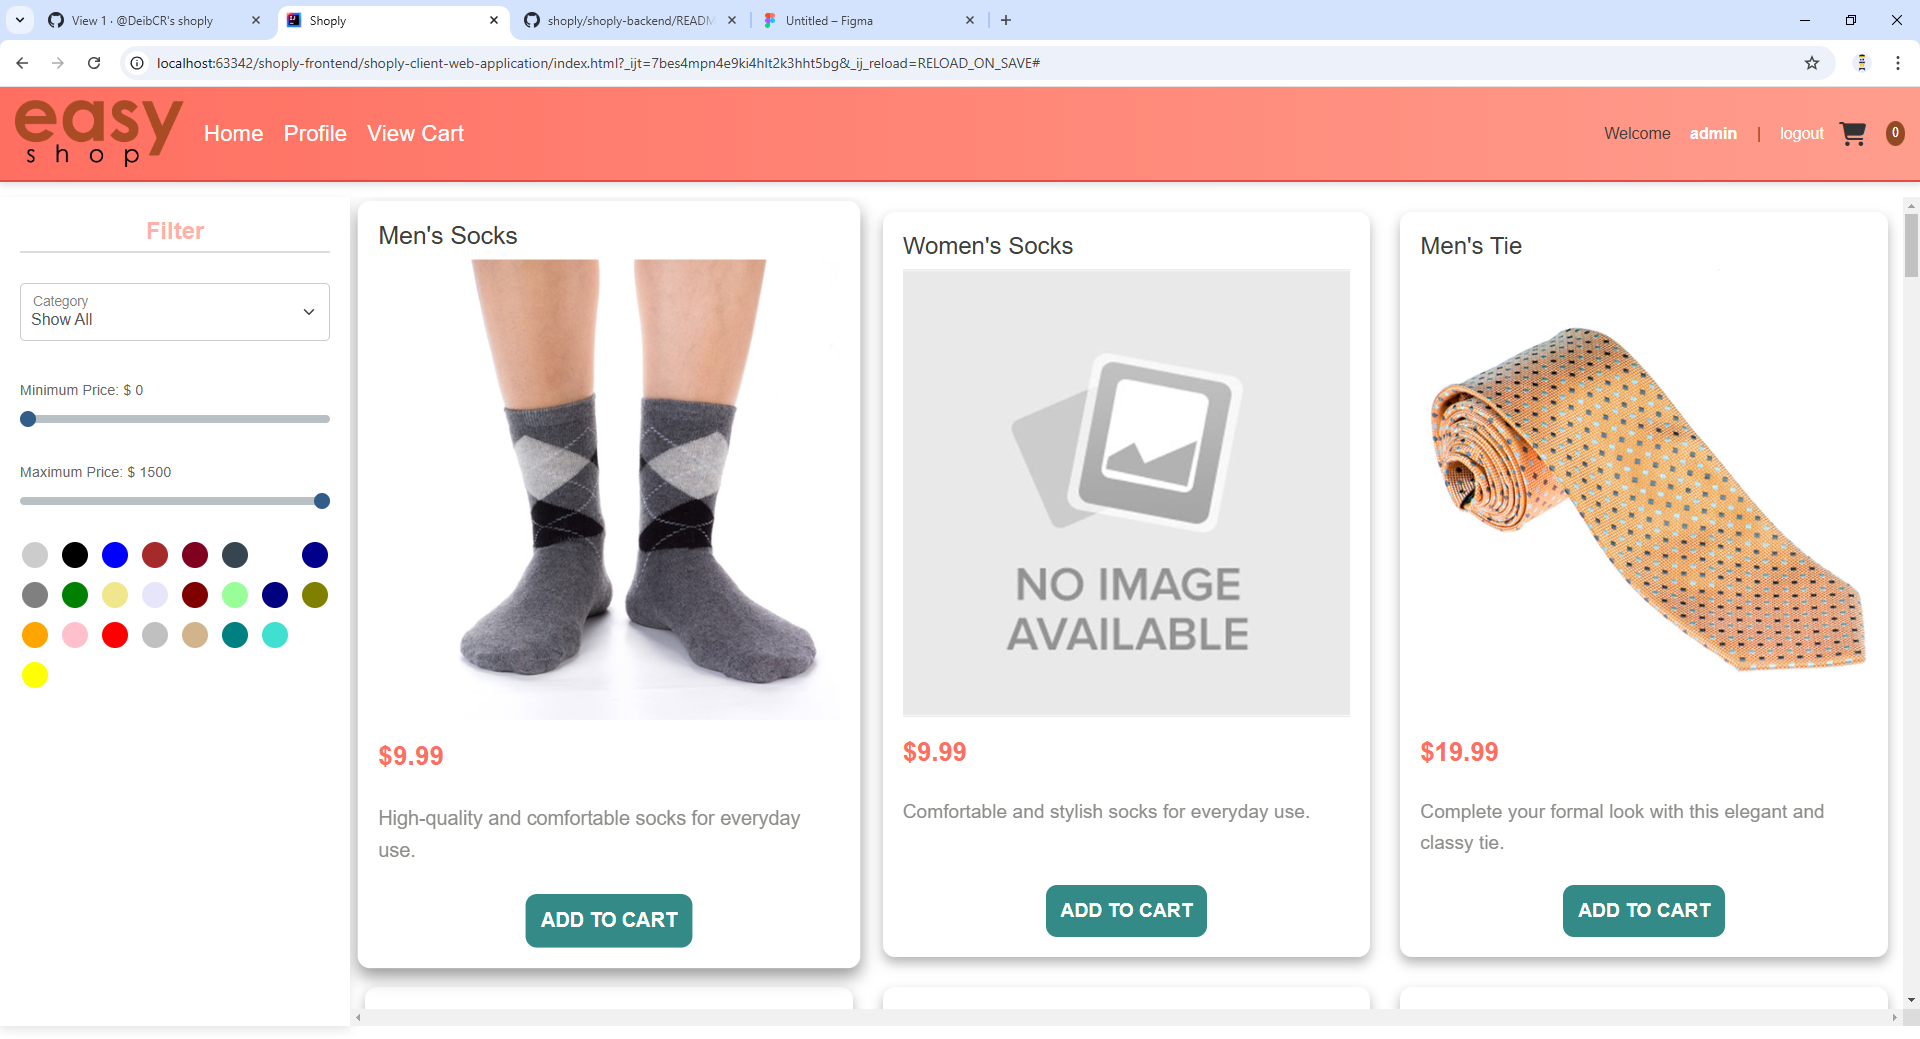 View 1 · @DeibCR's shoply
Shoply
shoply/shoply-backend/READM
Untitled – Figma
localhost:63342/shoply-frontend/shoply-client-web-application/index.html?_ijt=7bes4mpn4e9ki4hlt2k3hht5bg&_ij_reload=RELOAD_ON_SAVE#
easy
shop
Home
Profile
View Cart
Welcome admin | logout
0
Filter
Category
Show All
Minimum Price: $ 0
Maximum Price: $ 1500
Men's Socks
$9.99
High-quality and comfortable socks for everyday
use.
ADD TO CART
Women's Socks
NO IMAGE
AVAILABLE
$9.99
Comfortable and stylish socks for everyday use.
ADD TO CART
Men's Tie
$19.99
Complete your formal look with this elegant and
classy tie.
ADD TO CART